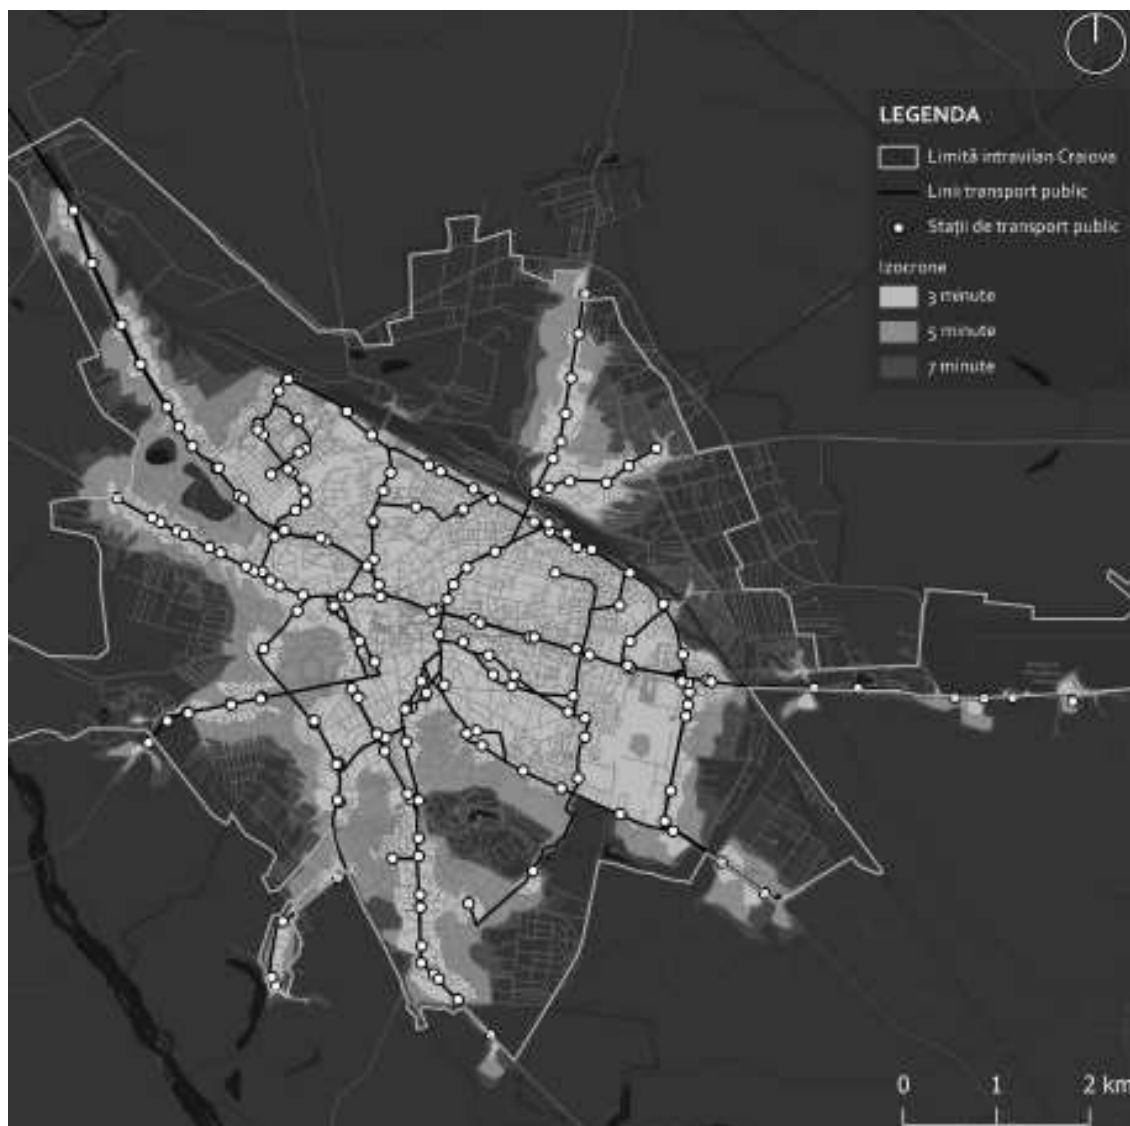 LEGENDA
Limită intravilan Craiova
Linii transport public
Stații de transport public
Izocrone
3 minute
5 minute
7 minute
0 1 2 km